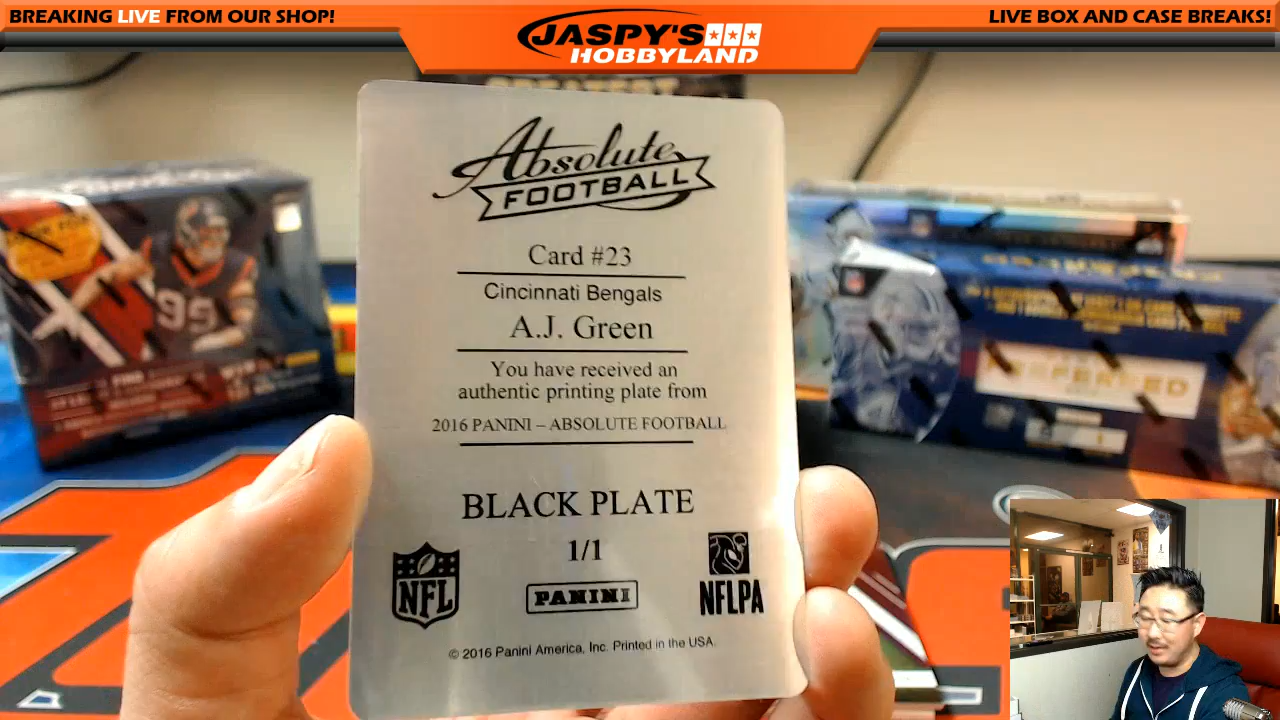 BREAKING LIVE FROM OUR SHOP!
JASPY'S
HOBBYLAND
LIVE BOX AND CASE BREAKS!
Absolute
FOOTBALL
Card #23
Cincinnati Bengals
A.J. Green
You have received an
authentic printing plate from
2016 PANINI – ABSOLUTE FOOTBALL
BLACK PLATE
1/1
NFL
PANINI
NFLPA
© 2016 Panini America, Inc. Printed in the USA.
99